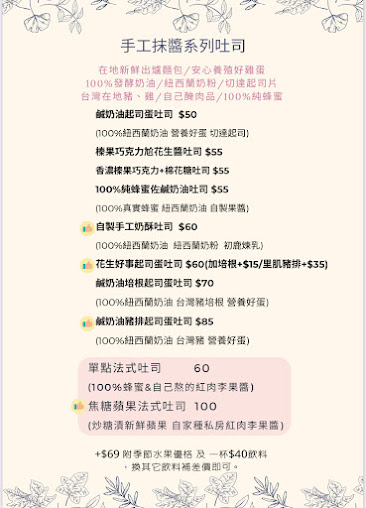 手工抹醬系列吐司
在地新鮮出爐麵包/安心養殖好雞蛋
100%發酵奶油/紐西蘭奶粉/切達起司片
台灣在地豬、雞/自己醃肉品/100%純蜂蜜
鹹奶油起司蛋吐司 $50
(100%紐西蘭奶油 營養好蛋 切達起司)
榛果巧克力尬花生醬吐司 $55
香濃榛果巧克力+棉花糖吐司 $55
100%純蜂蜜佐鹹奶油吐司 $55
(100%真實蜂蜜 紐西蘭奶油 自製果醬)
自製手工奶酥吐司 $60
(100%紐西蘭奶油 紐西蘭奶粉 初鹿煉乳)
花生好事起司蛋吐司 $60(加培根+$15/里肌豬排+$35)
鹹奶油培根起司蛋吐司 $70
(100%紐西蘭奶油 台灣豬培根 營養好蛋)
鹹奶油豬排起司蛋吐司 $85
(100%紐西蘭奶油 台灣豬 營養好蛋)
單點法式吐司 60
(100%蜂蜜&自己熬的紅肉李果醬)
焦糖蘋果法式吐司 100
(炒糖漬新鮮蘋果 自家種私房紅肉李果醬)
+$69 附季節水果優格 及 一杯$40飲料
，換其它飲料補差價即可。